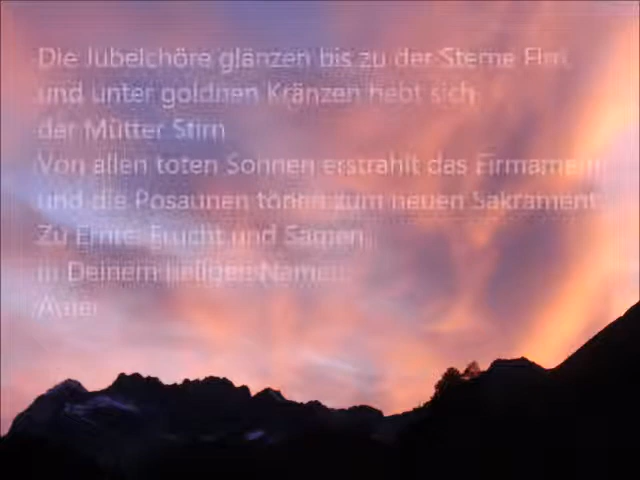 Die Jubelchöre glänzen bis zu der Sterne Firn
und unter goldnen Kränzen hebt sich
der Mütter Stirn
Von allen toten Sonnen erstrahlt das Firmament
und die Posaunen tönen zum neuen Sakrament
Zu Ernte, Frucht und Samen
in Deinem heiligen Namen